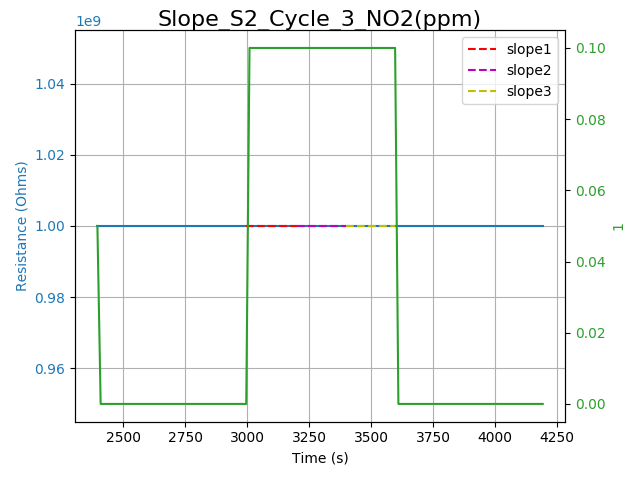 Slope_S2_Cycle_3_NO2(ppm)
1e9
1.04
1.02
1.00
0.98
0.96
Resistance (Ohms)
slope1
slope2
slope3
0.10
0.08
0.06
0.04
0.02
0.00
1
2500 2750 3000 3250 3500 3750 4000 4250
Time (s)